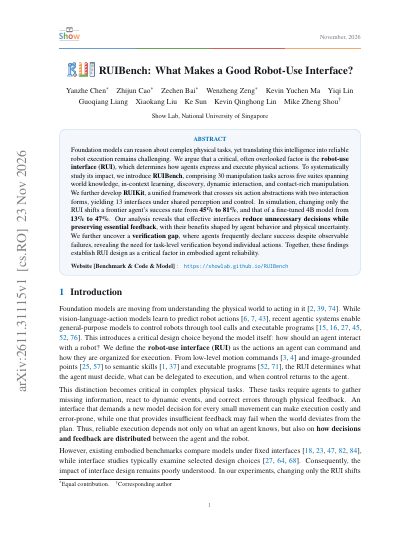 Show Lab
November, 2026
RUI RUIBench: What Makes a Good Robot-Use Interface?
Yanzhe Chen* Zhijun Cao* Zechen Bai* Wenzheng Zeng* Kevin Yuchen Ma Yiqi Lin
Guoqiang Liang Xiaokang Liu Ke Sun Kevin Qinghong Lin Mike Zheng Shou†
Show Lab, National University of Singapore
ABSTRACT
Foundation models can reason about complex physical tasks, yet translating this intelligence into reliable
robot execution remains challenging. We argue that a critical, often overlooked factor is the robot-use
interface (RUI), which determines how agents express and execute physical actions. To systematically
study its impact, we introduce RUIBench, comprising 30 manipulation tasks across five suites spanning
world knowledge, in-context learning, discovery, dynamic interaction, and contact-rich manipulation.
We further develop RUIKit, a unified framework that crosses six action abstractions with two interaction
forms, yielding 13 interfaces under shared perception and control. In simulation, changing only the
RUI shifts a frontier agent's success rate from 45% to 81%, and that of a fine-tuned 4B model from
13% to 47%. Our analysis reveals that effective interfaces reduce unnecessary decisions while
preserving essential feedback, with their benefits shaped by agent behavior and physical uncertainty.
We further uncover a verification gap, where agents frequently declare success despite observable
failures, revealing the need for task-level verification beyond individual actions. Together, these findings
establish RUI design as a critical factor in embodied agent reliability.
Website [Benchmark & Code & Model] : https://showlab.github.io/RUIBench
1 Introduction
Foundation models are moving from understanding the physical world to acting in it [2, 39, 74]. While
vision-language-action models learn to predict robot actions [6, 7, 43], recent agentic systems enable
general-purpose models to control robots through tool calls and executable programs [15, 16, 27, 45,
52, 76]. This introduces a critical design choice beyond the model itself: how should an agent interact
with a robot? We define the robot-use interface (RUI) as the actions an agent can command and
how they are organized for execution. From low-level motion commands [3, 4] and image-grounded
points [25, 57] to semantic skills [1, 37] and executable programs [52, 71], the RUI determines what
the agent must decide, what can be delegated to execution, and when control returns to the agent.
This distinction becomes critical in complex physical tasks. These tasks require agents to gather
missing information, react to dynamic events, and correct errors through physical feedback. An
interface that demands a new model decision for every small movement can make execution costly and
error-prone, while one that provides insufficient feedback may fail when the world deviates from the
plan. Thus, reliable execution depends not only on what an agent knows, but also on how decisions
and feedback are distributed between the agent and the robot.
However, existing embodied benchmarks compare models under fixed interfaces [18, 23, 47, 82, 84],
while interface studies typically examine selected design choices [27, 64, 68]. Consequently, the
impact of interface design remains poorly understood. In our experiments, changing only the RUI shifts
*Equal contribution. †Corresponding author
1
arXiv:2611.31115v1 [cs.RO] 23 Nov 2026